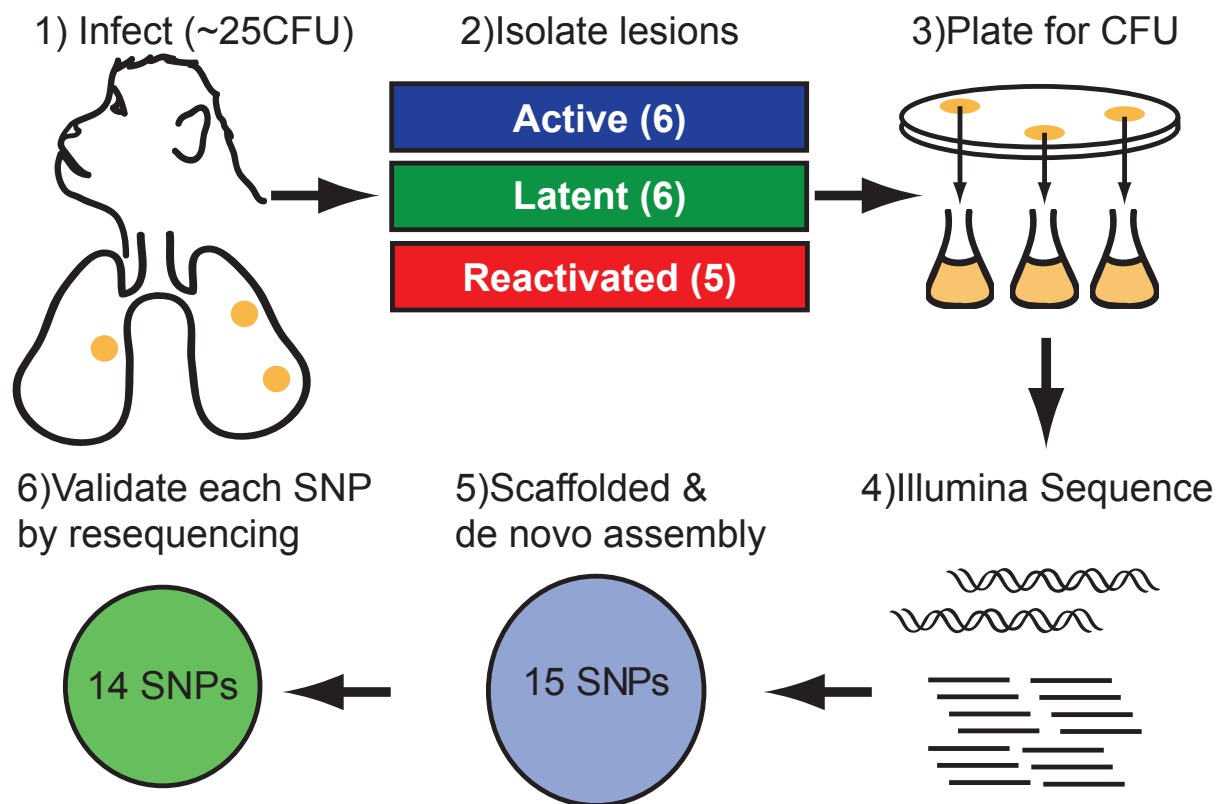 1) Infect (~25CFU)
2)Isolate lesions
3)Plate for CFU
Active (6)
Latent (6)
Reactivated (5)
6)Validate each SNP
by resequencing
5)Scaffolded &
de novo assembly
4)Illumina Sequence
14 SNPs
15 SNPs